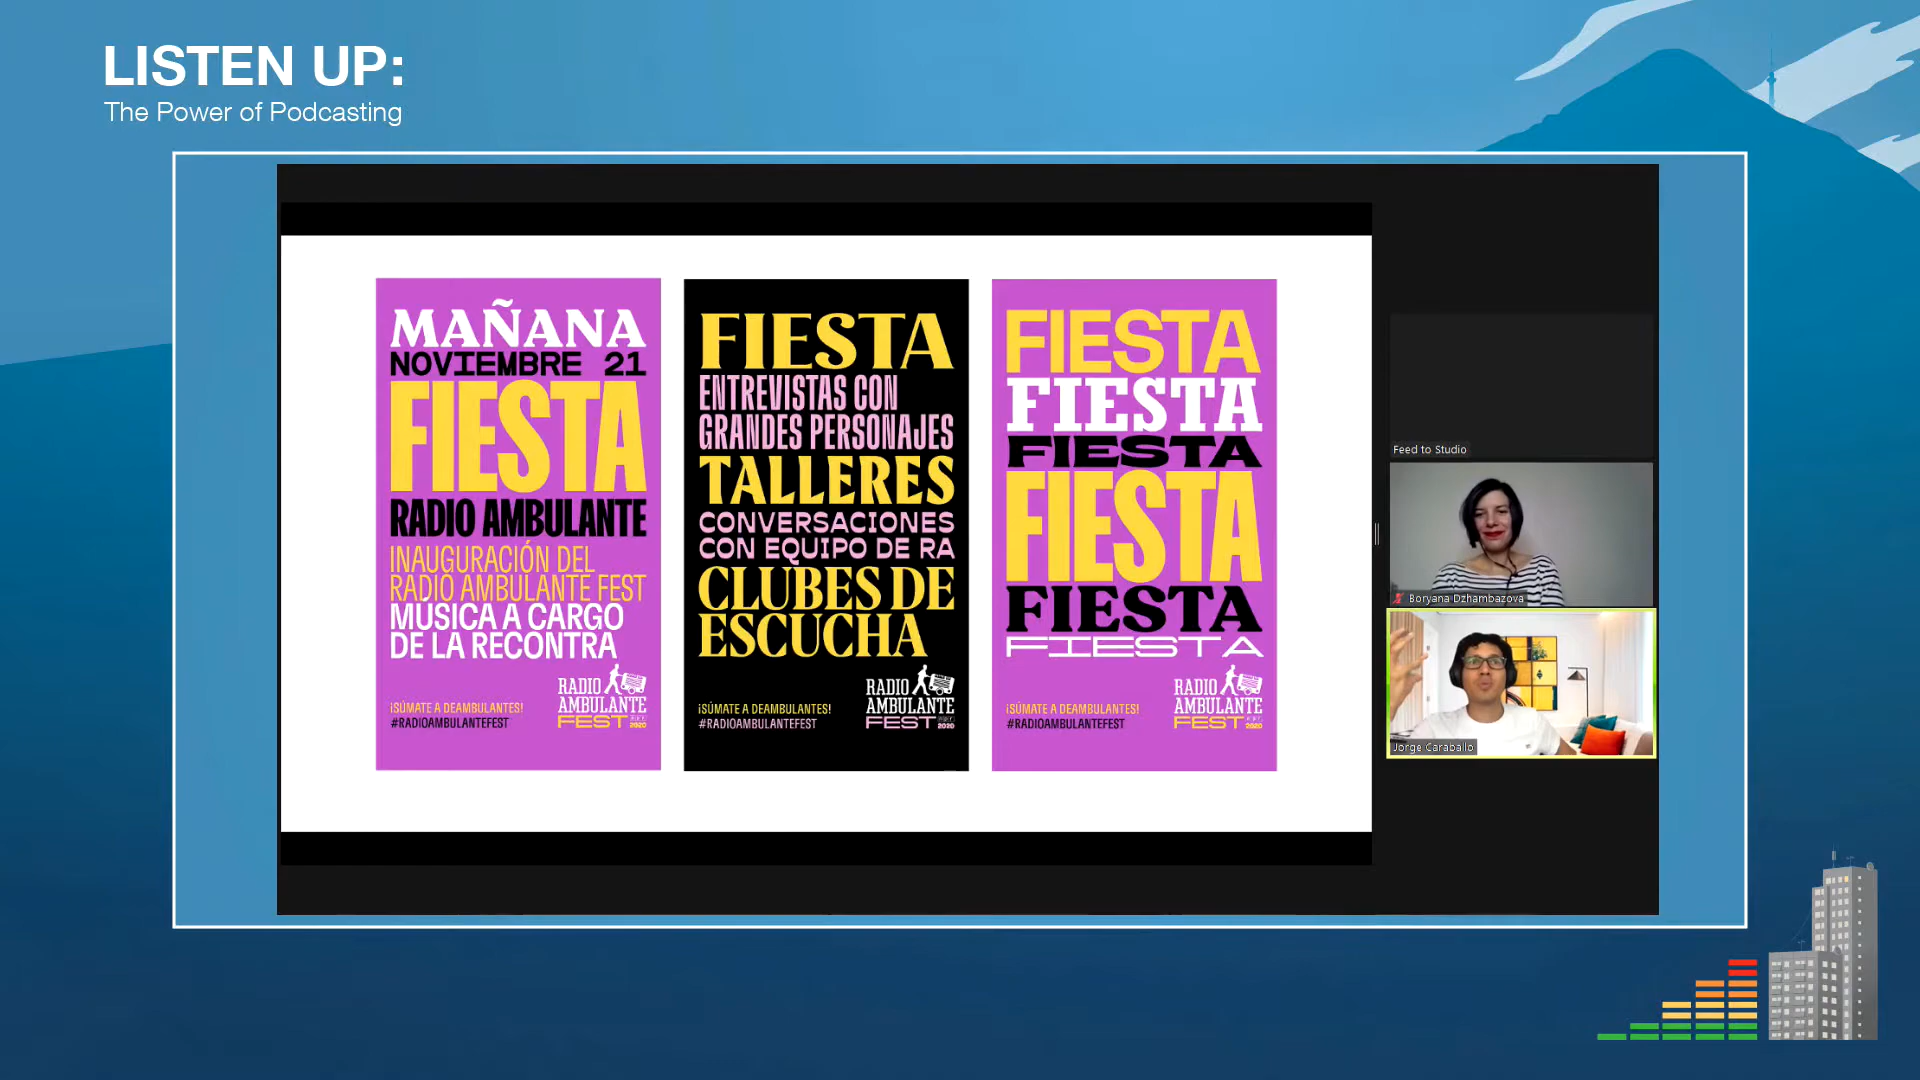 LISTEN UP:
The Power of Podcasting
MAÑANA
NOVIEMBRE 21
FIESTA
RADIO AMBULANTE
INAUGURACIÓN DEL
RADIO AMBULANTE FEST
MÚSICA A CARGO
DE LA RECONTRA
¡SÚMATE A DEAMBULANTES!
#RADIOAMBULANTEFEST
RADIO
AMBULANTE
FEST
2020
FIESTA
ENTREVISTAS CON
GRANDES PERSONAJES
TALLERES
CONVERSACIONES
CON EQUIPO DE RA
CLUBES DE
ESCUCHA
¡SÚMATE A DEAMBULANTES!
#RADIOAMBULANTEFEST
RADIO
AMBULANTE
FEST
2020
FIESTA
FIESTA
FIESTA
FIESTA
FIESTA
FIESTA
¡SÚMATE A DEAMBULANTES!
#RADIOAMBULANTEFEST
RADIO
AMBULANTE
FEST
2020
Feed to Studio
Boryana Dzhambazova
Jorge Caraballo